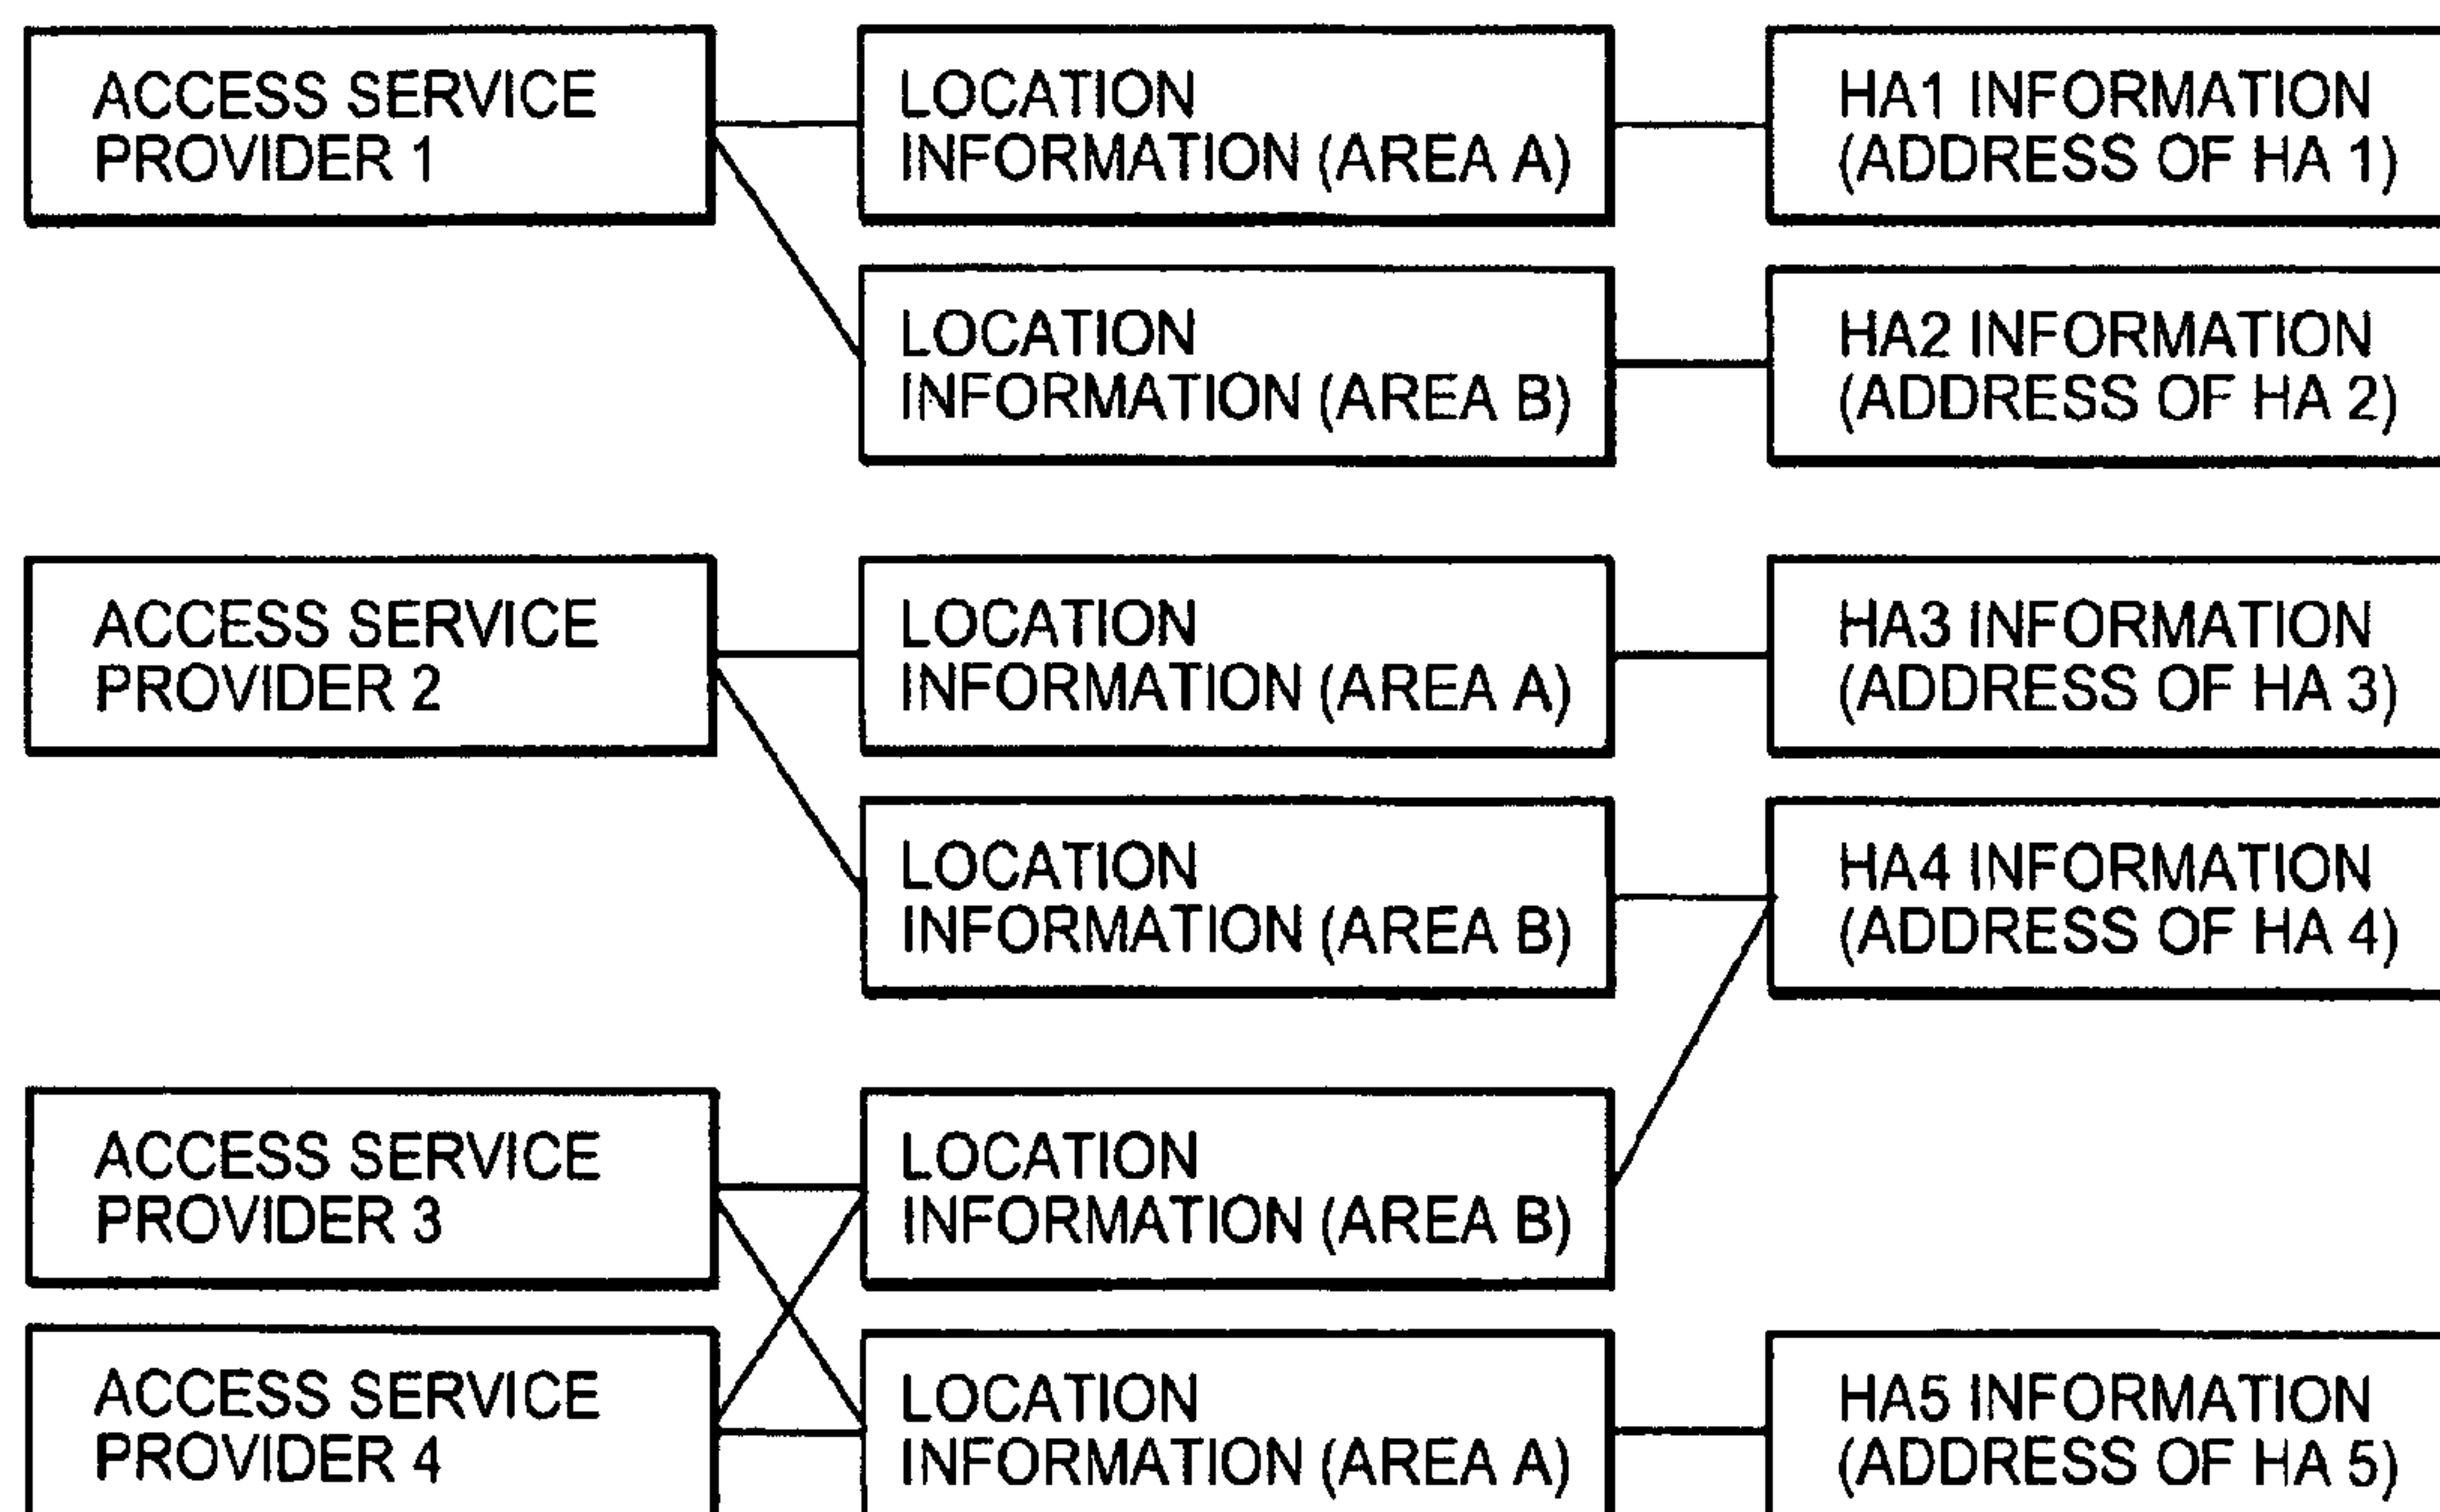 ACCESS SERVICE
PROVIDER 1
LOCATION
INFORMATION (AREA A)
HA1 INFORMATION
(ADDRESS OF HA 1)
LOCATION
INFORMATION (AREA B)
HA2 INFORMATION
(ADDRESS OF HA 2)
ACCESS SERVICE
PROVIDER 2
LOCATION
INFORMATION (AREA A)
HA3 INFORMATION
(ADDRESS OF HA 3)
LOCATION
INFORMATION (AREA B)
HA4 INFORMATION
(ADDRESS OF HA 4)
ACCESS SERVICE
PROVIDER 3
LOCATION
INFORMATION (AREA B)
ACCESS SERVICE
PROVIDER 4
LOCATION
INFORMATION (AREA A)
HA5 INFORMATION
(ADDRESS OF HA 5)